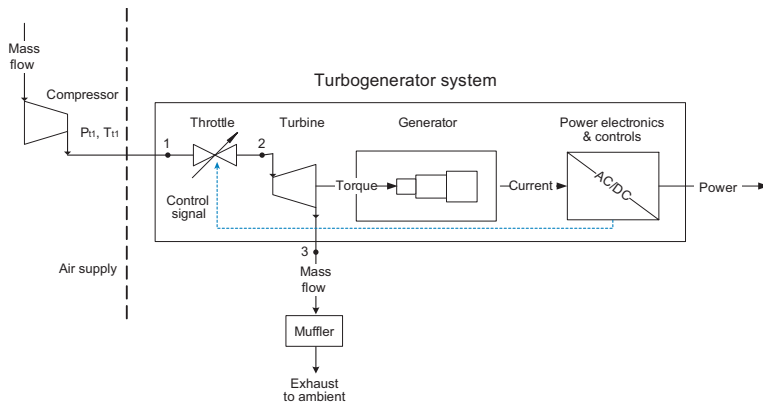 Mass
flow
Compressor
Pt1, Tt1
Air supply
Turbogenerator system
Throttle
Turbine
Generator
Power electronics
& controls
1
2
Control
signal
Torque
Current
AC/DC
Power
3
Mass
flow
Muffler
Exhaust
to ambient